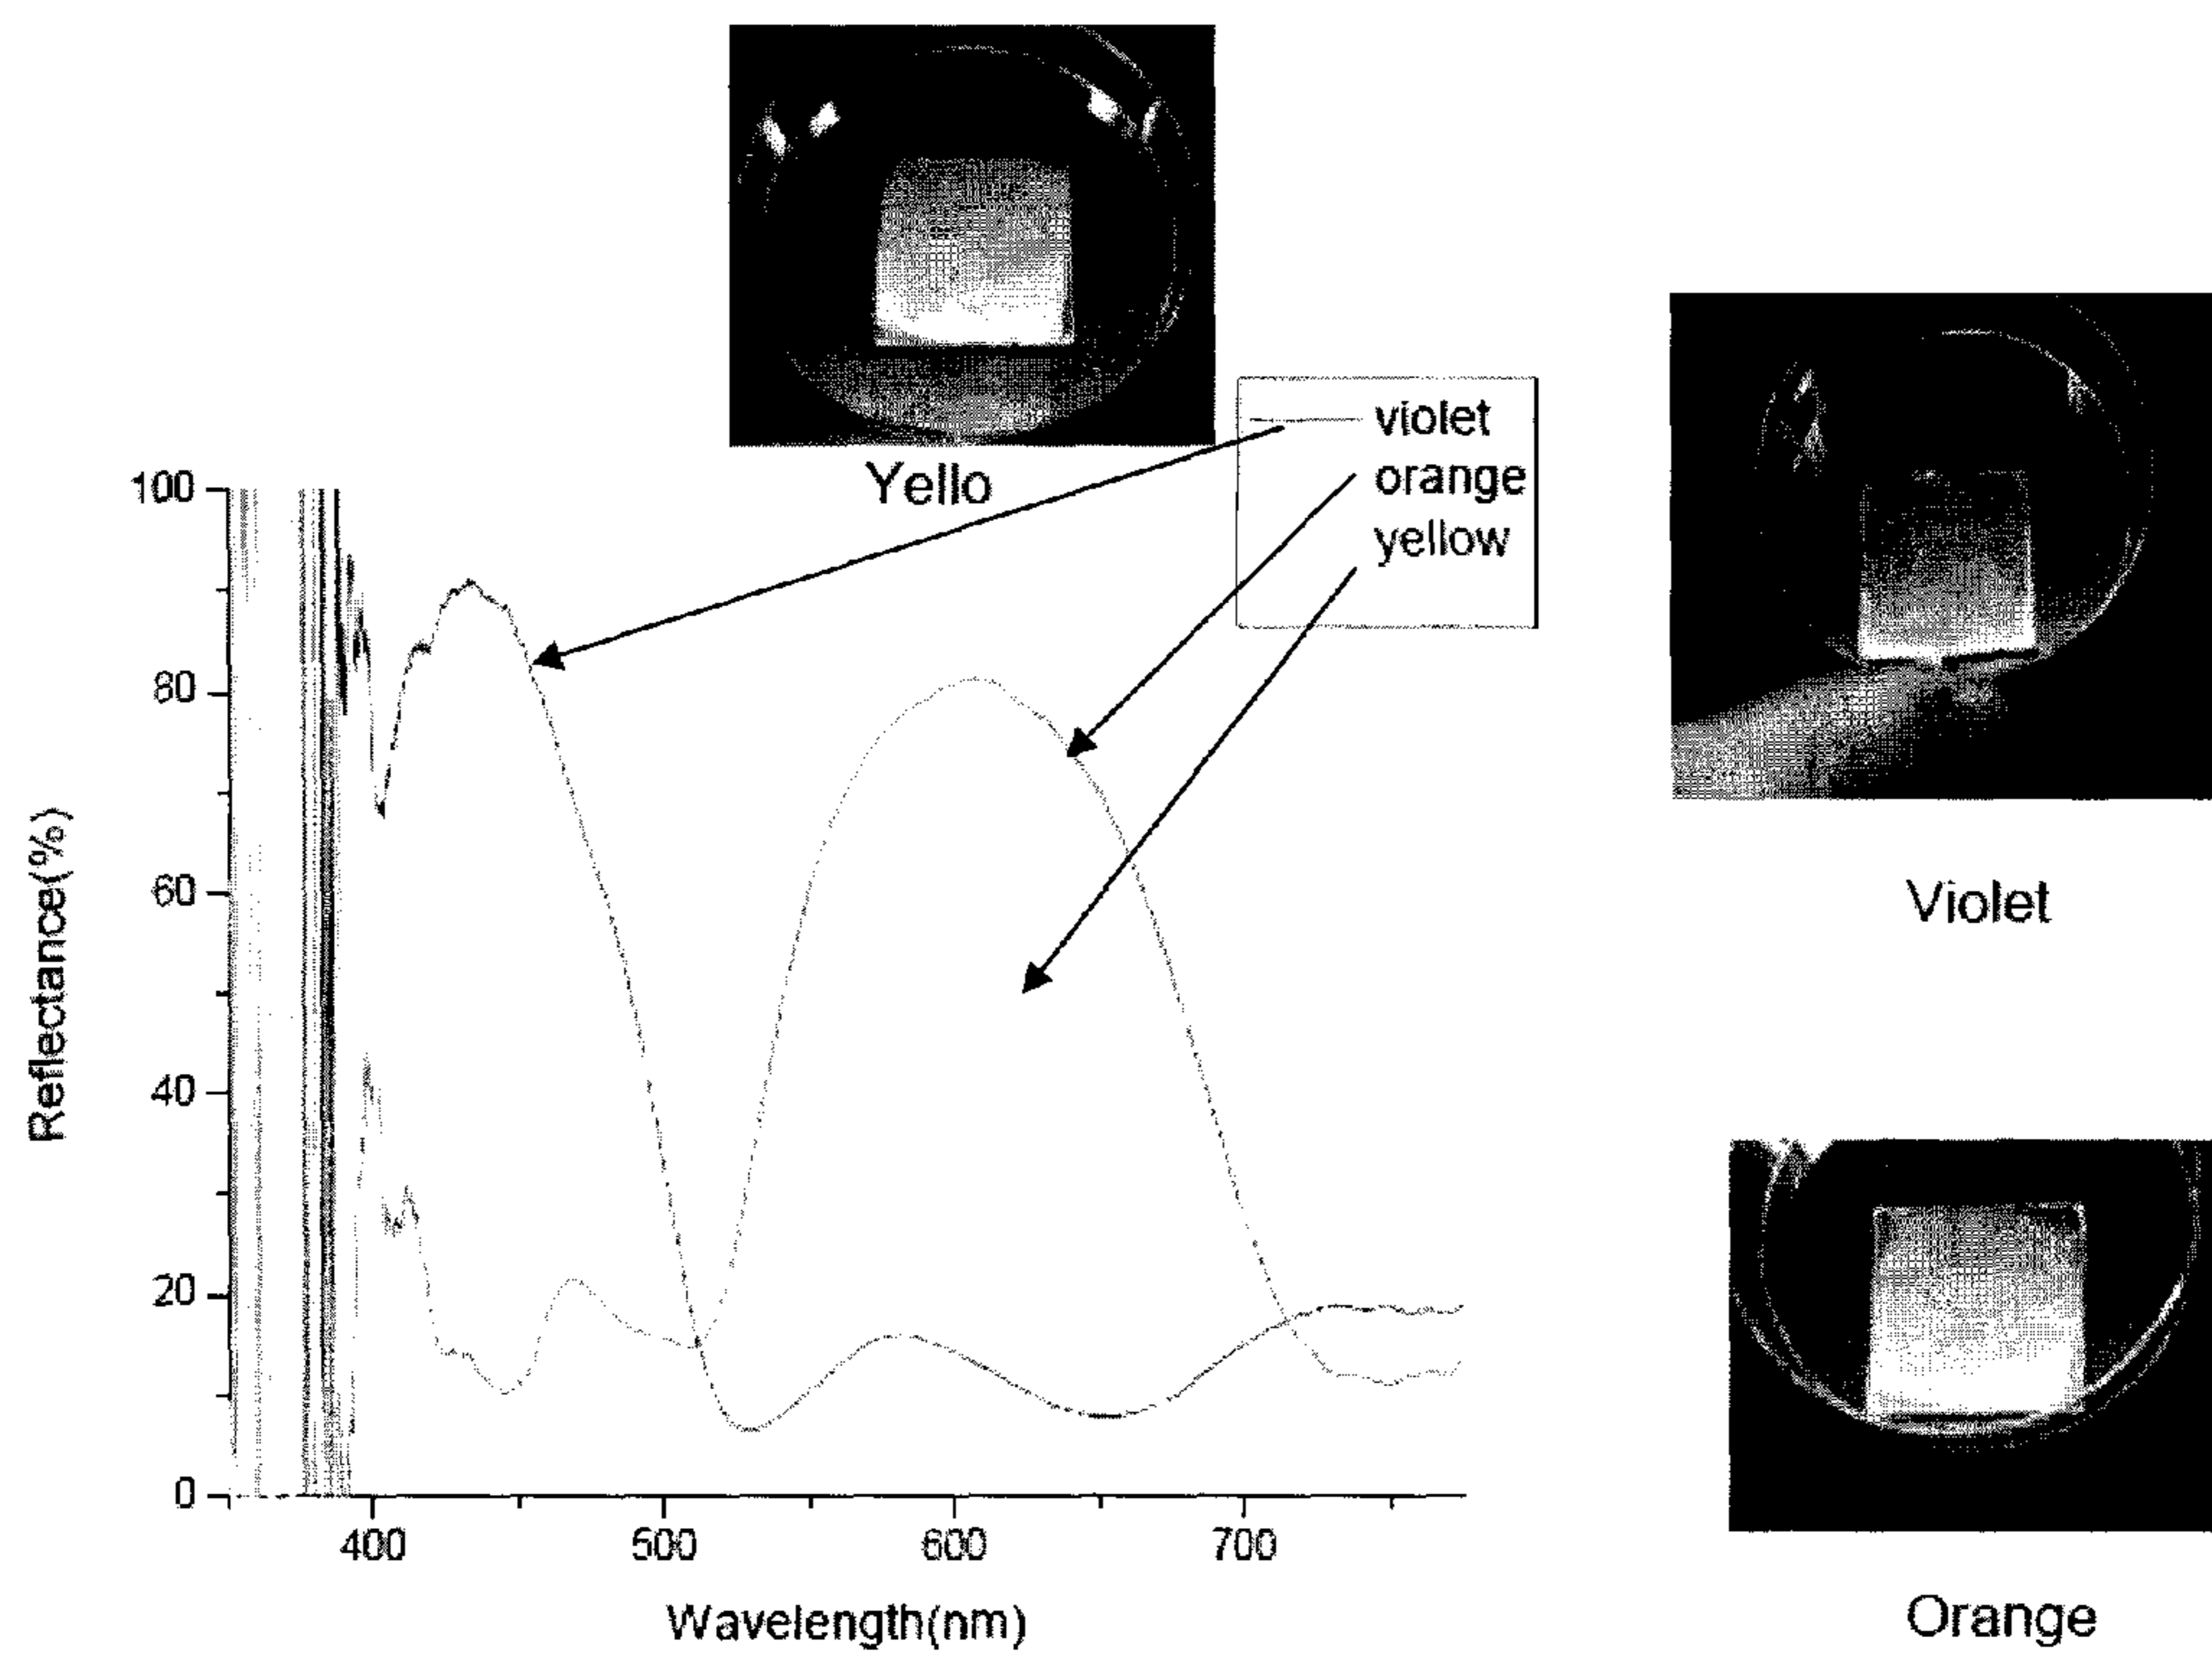 Yello
violet
orange
yellow
100
80
60
40
20
0
Reflectance(%)
400
500
600
700
Wavelength(nm)
Violet
Orange